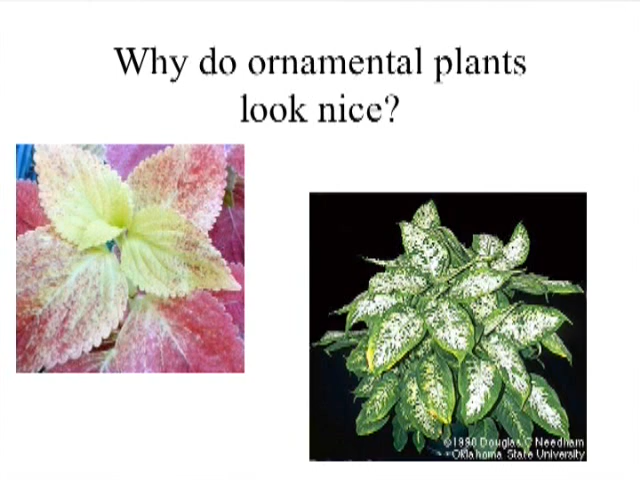 Why do ornamental plants
look nice?
©1990 Douglas C Needham
Oklahoma State University